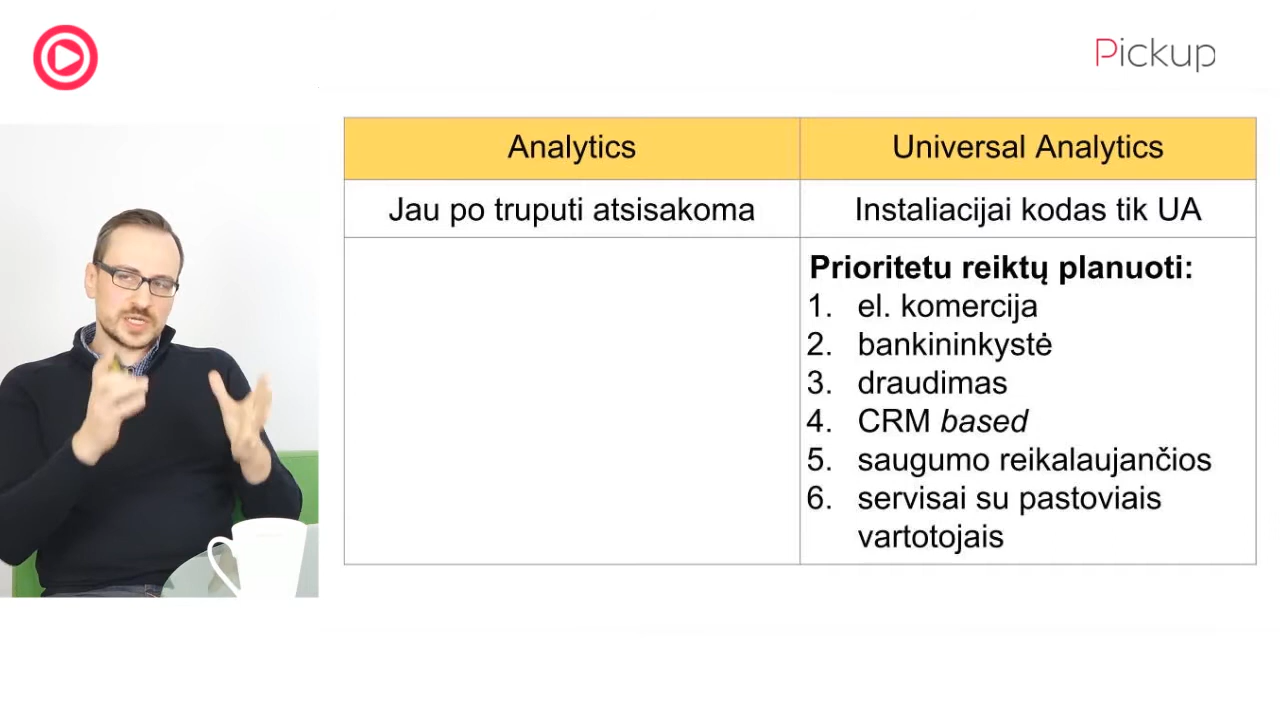 Pickup
Analytics
Universal Analytics
Jau po truputi atsisakoma
Instaliacijai kodas tik UA
Prioritetu reiktų planuoti:
1. el. komercija
2. bankininkystė
3. draudimas
4. CRM based
5. saugumo reikalaujančios
6. servisai su pastoviais
vartotojais